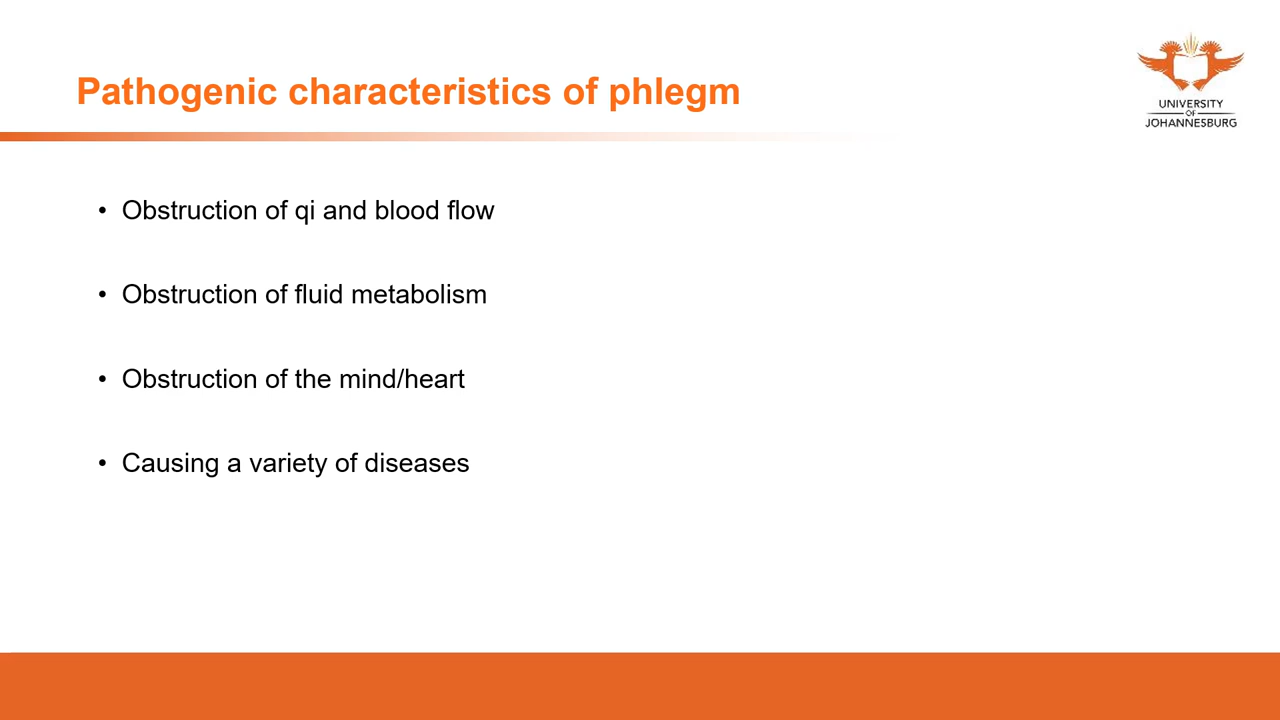 Pathogenic characteristics of phlegm
UNIVERSITY
OF
JOHANNESBURG
• Obstruction of qi and blood flow
• Obstruction of fluid metabolism
• Obstruction of the mind/heart
• Causing a variety of diseases